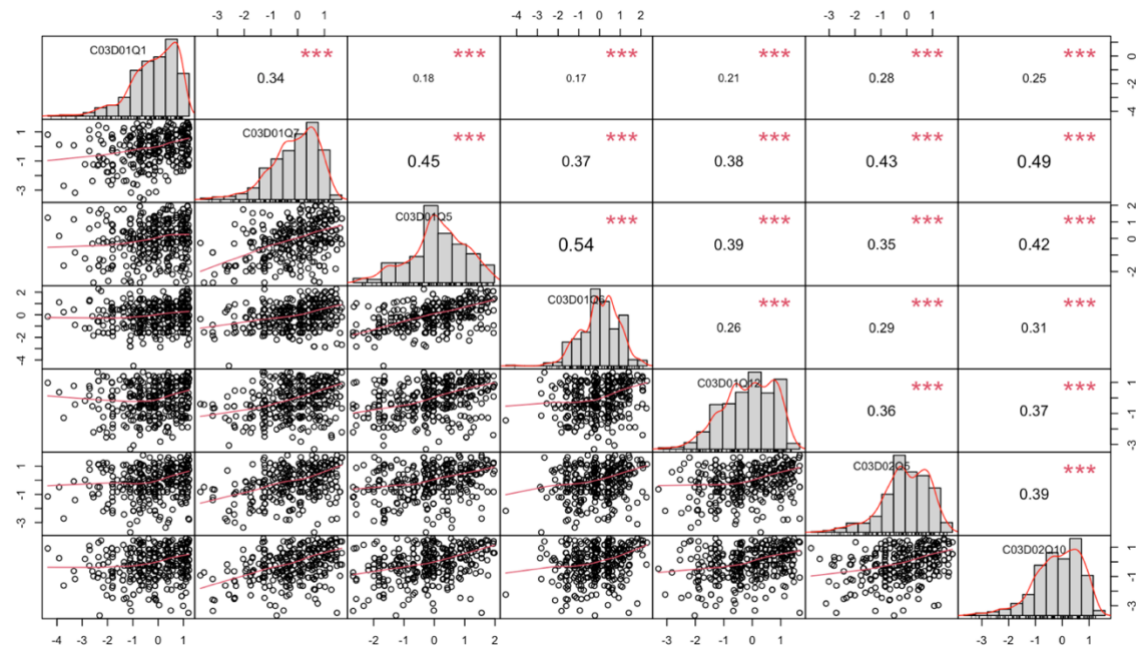 -3 -2 -1 0 1 -4 -3 -2 -1 0 1 2 -3 -2 -1 0 1
C03D01Q1 0.34 *** 0.18 *** 0.17 *** 0.21 *** 0.28 *** 0.25 *** 0 -2 -4
1 -1 -3 C03D01Q7 0.45 *** 0.37 *** 0.38 *** 0.43 *** 0.49 ***
C03D01Q5 0.54 *** 0.39 *** 0.35 *** 0.42 *** 2 1 0 -2
2 0 -2 -4 0.26 *** 0.29 *** 0.31 ***
C03D01Q12 0.36 *** 0.37 *** 1 -1 -3
1 -1 -3 0.39 ***
C03D02Q10 1 -1 -3
-4 -3 -2 -1 0 1 -2 -1 0 1 2 -3 -2 -1 0 1 -3 -2 -1 0 1